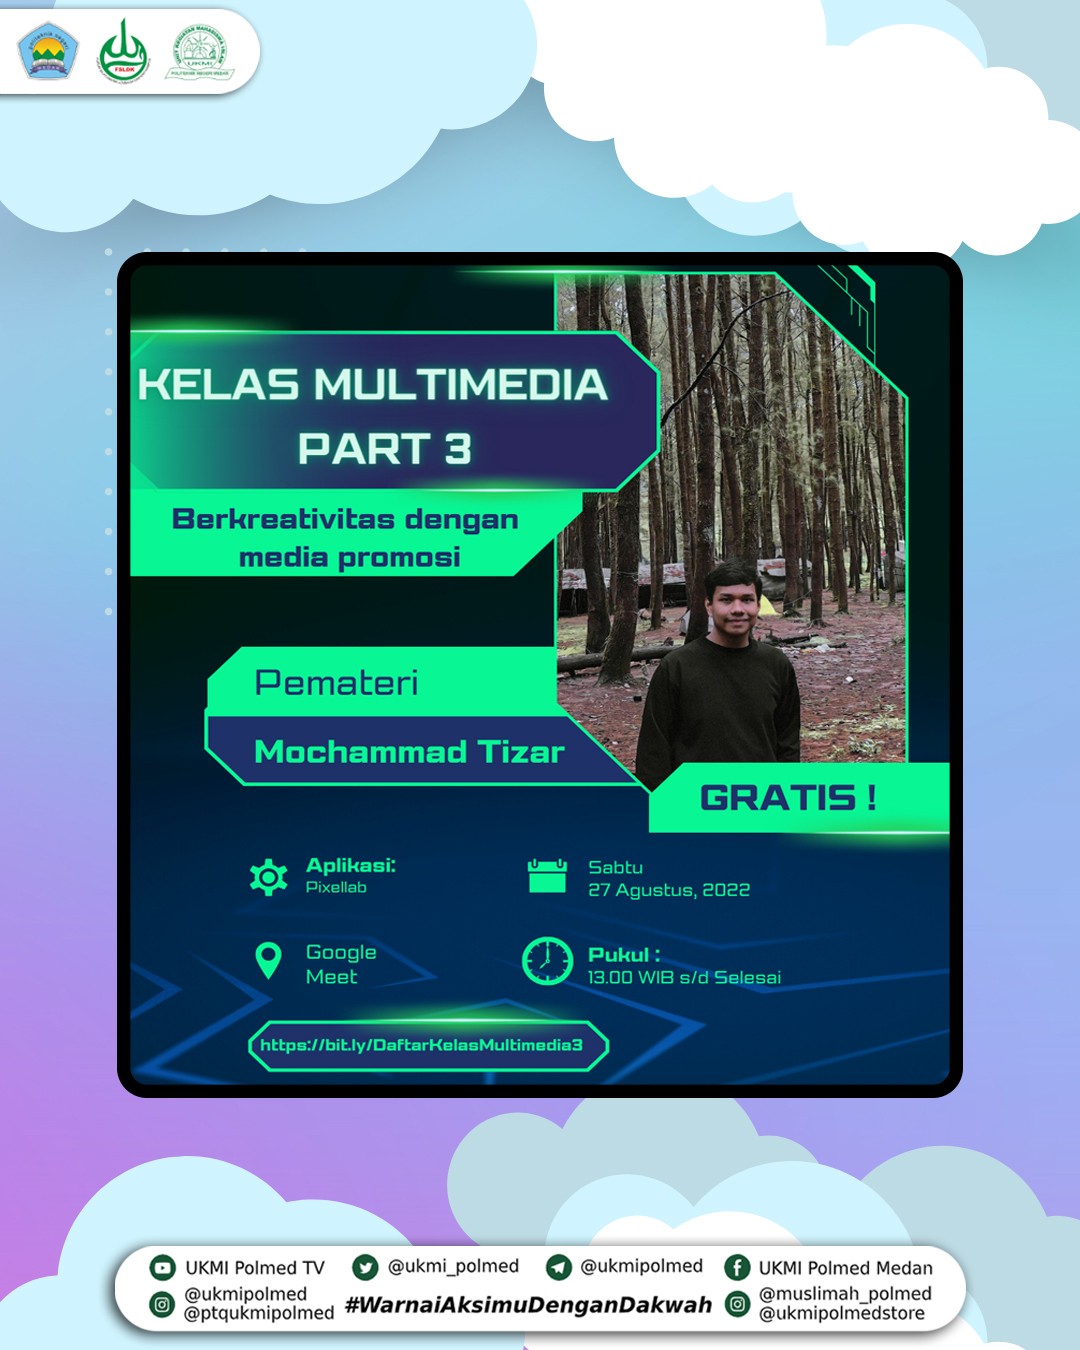 FSLDK
UKMI
KELAS MULTIMEDIA
PART 3
Berkreativitas dengan
media promosi
Pemateri
Mochammad Tizar
GRATIS !
Aplikasi:
Pixellab
Sabtu
27 Agustus, 2022
Google
Meet
Pukul :
13.00 WIB s/d Selesai
https://bit.ly/DaftarKelasMultimedia3
UKMI Polmed TV
@ukmi_polmed
@ukmipolmed
UKMI Polmed Medan
@ukmipolmed
@ptqukmipolmed
#WarnaiAksimuDenganDakwah
@muslimah_polmed
@ukmipolmedstore